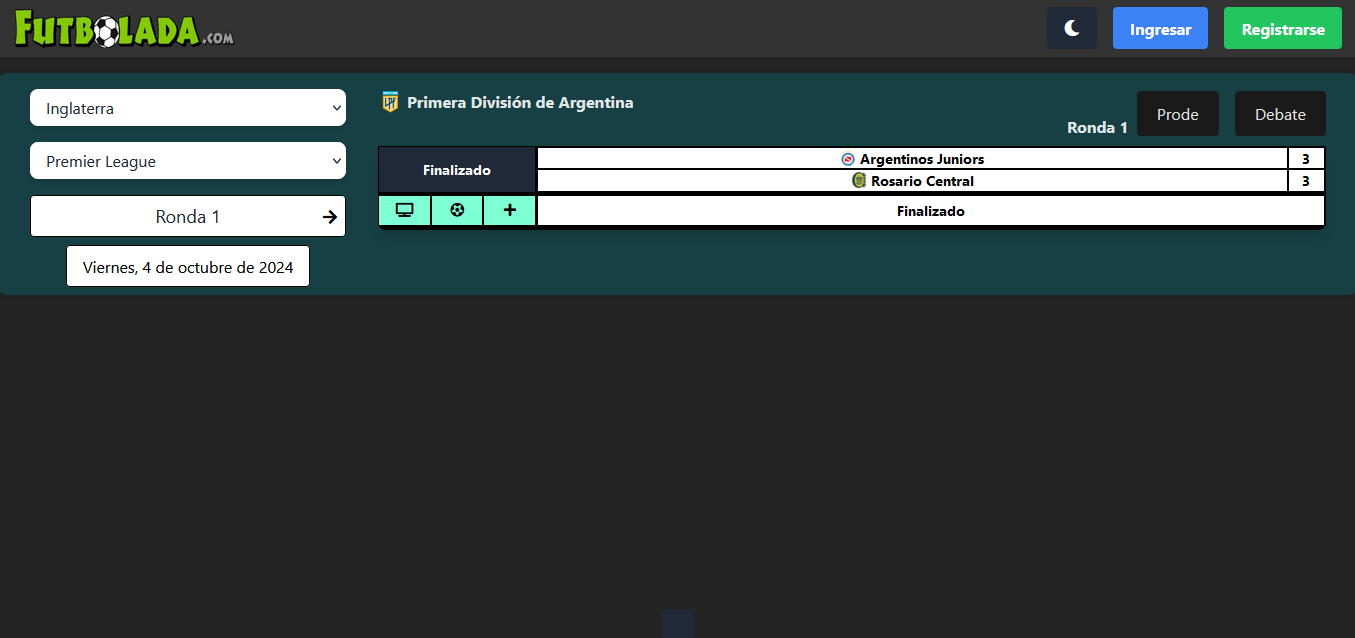 FUTBOLADA.COM
Ingresar
Registrarse
Inglaterra
Premier League
Ronda 1
Viernes, 4 de octubre de 2024
Primera División de Argentina
Ronda 1
Prode
Debate
Finalizado
Argentinos Juniors 3
Rosario Central 3
Finalizado